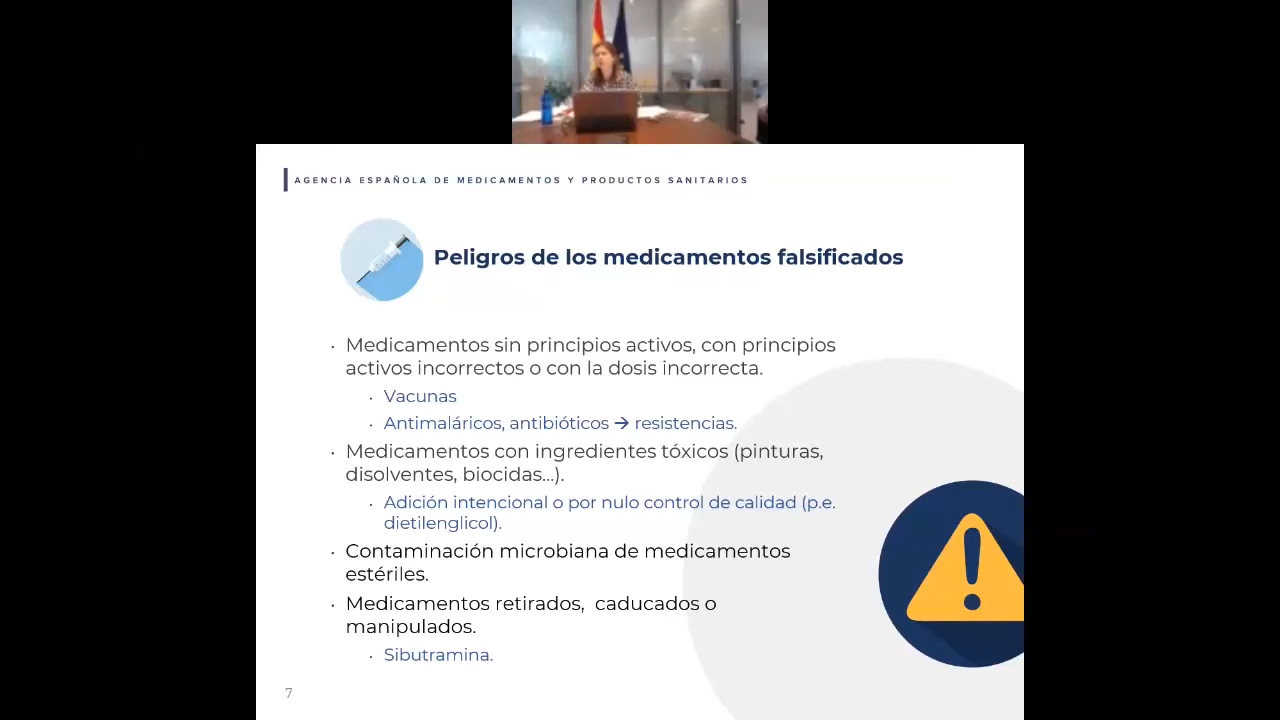 AGENCIA ESPAÑOLA DE MEDICAMENTOS Y PRODUCTOS SANITARIOS
Peligros de los medicamentos falsificados
· Medicamentos sin principios activos, con principios
activos incorrectos o con la dosis incorrecta.
· Vacunas
· Antimaláricos, antibióticos → resistencias.
· Medicamentos con ingredientes tóxicos (pinturas,
disolventes, biocidas...).
· Adición intencional o por nulo control de calidad (p.e.
dietilenglicol).
· Contaminación microbiana de medicamentos
estériles.
· Medicamentos retirados, caducados o
manipulados.
· Sibutramina.
7